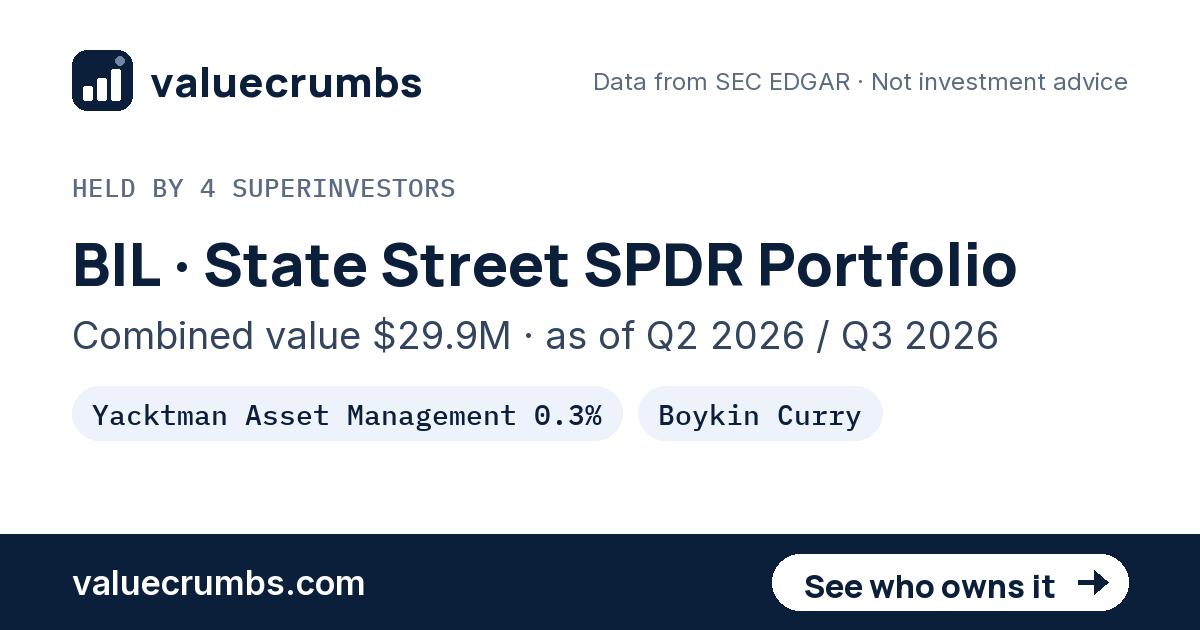 valuecrumbs
Data from SEC EDGAR · Not investment advice
HELD BY 4 SUPERINVESTORS
BIL · State Street SPDR Portfolio
Combined value $29.9M · as of Q2 2026 / Q3 2026
Yacktman Asset Management 0.3%
Boykin Curry
valuecrumbs.com
See who owns it →